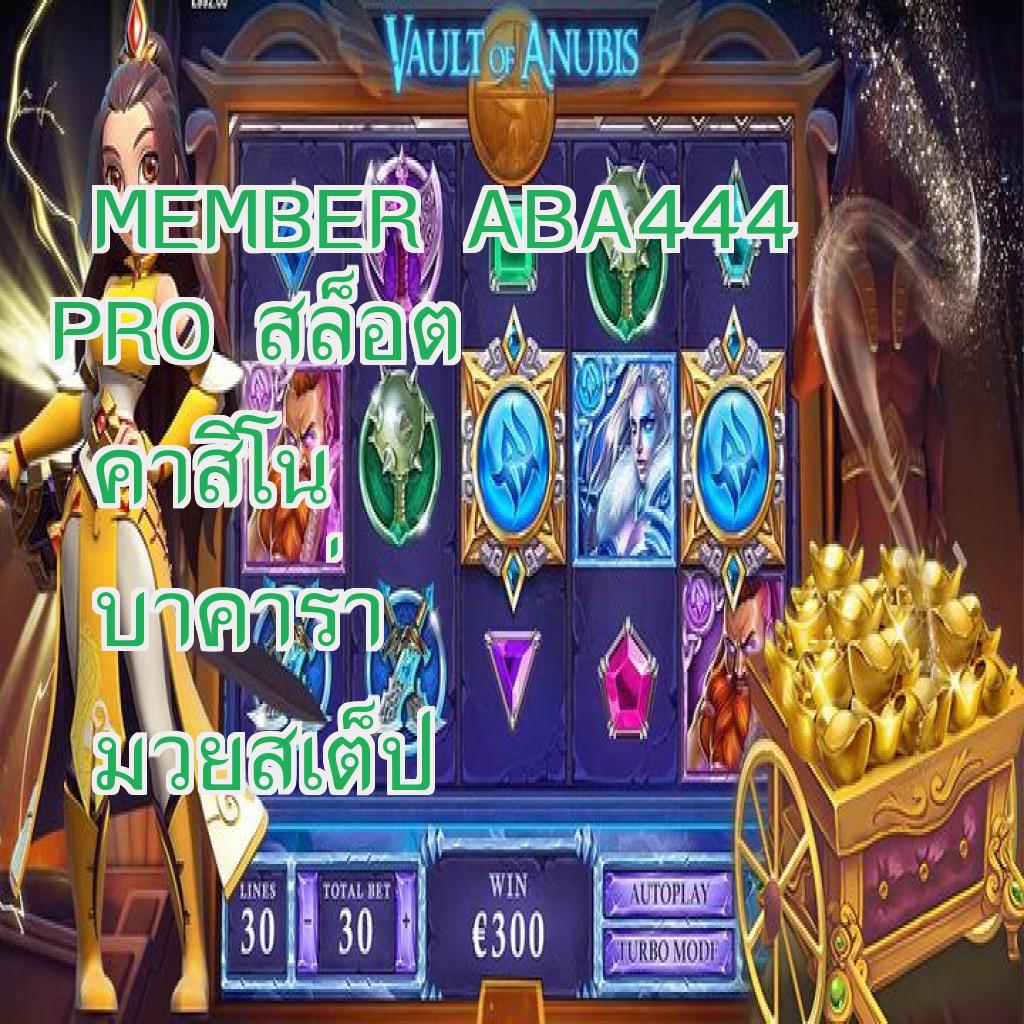 VAULT OF ANUBIS
MEMBER ABA444
PRO สล็อต
คาสิโน
บาคาร่า
มวยสเต็ป
LINES
30
TOTAL BET
- 30 +
WIN
€300
AUTOPLAY
TURBO MODE